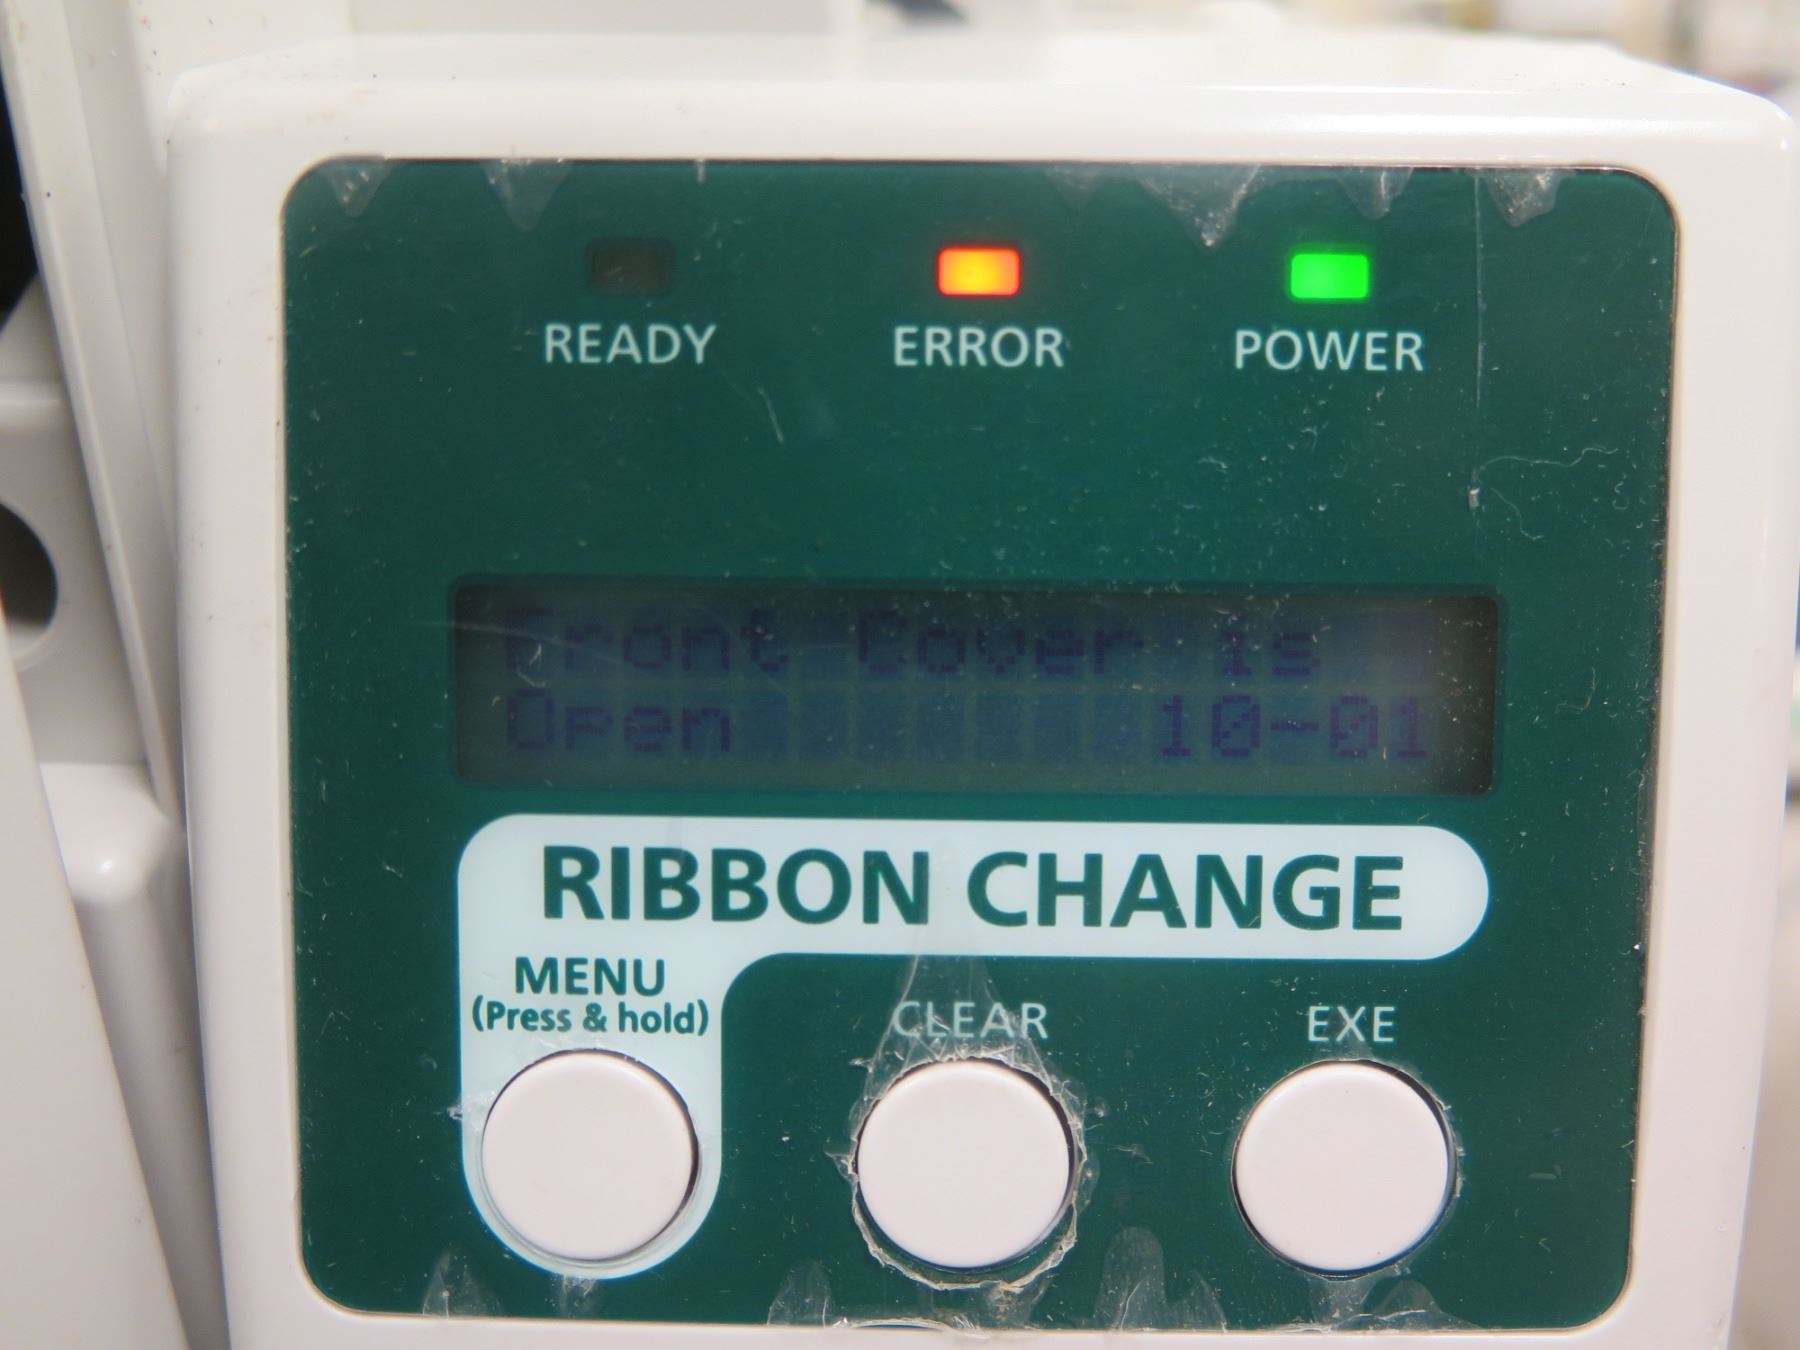 READY ERROR POWER
Front Cover is
Open 10-01
RIBBON CHANGE
MENU
(Press & hold)
CLEAR EXE